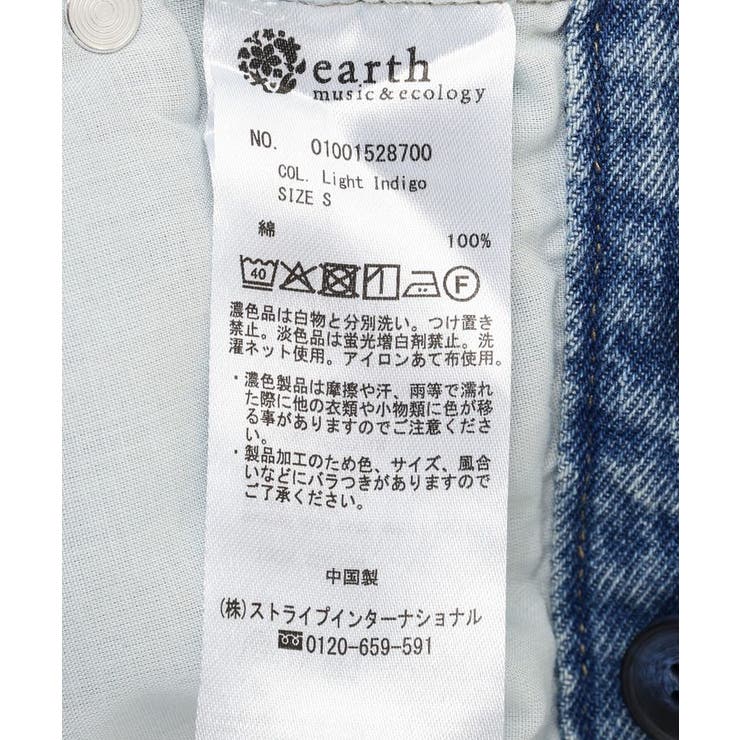 earth
music&ecology
NO. 01001528700
COL. Light Indigo
SIZE S
綿 100%
40 F
濃色品は白物と分別洗い。つけ置き
禁止。淡色品は蛍光増白剤禁止。洗
濯ネット使用。アイロンあて布使用。
・濃色製品は摩擦や汗、雨等で濡れ
た際に他の衣類や小物類に色が移
る事がありますのでご注意くださ
い。
・製品加工のため色、サイズ、風合
いなどにバラつきがありますので
ご了承ください。
中国製
(株)ストライプインターナショナル
0120-659-591